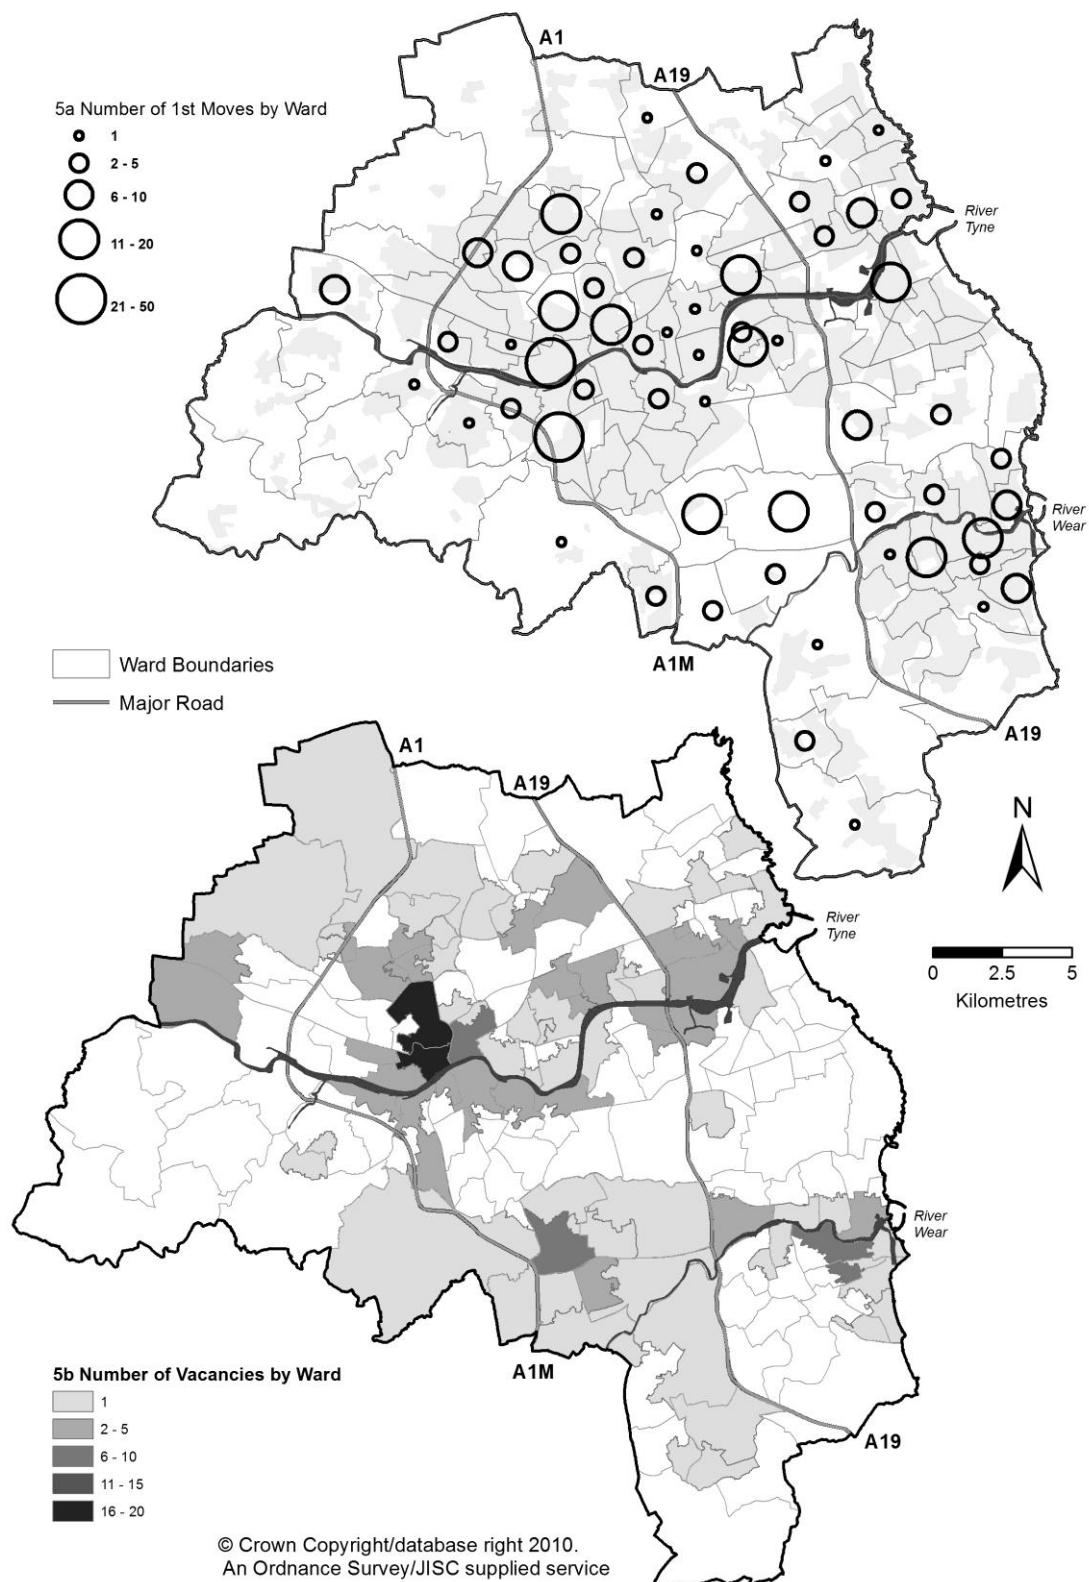 A1
A19
5a Number of 1st Moves by Ward
1
2 - 5
6 - 10
11 - 20
21 - 50
River
Tyne
River
Wear
Ward Boundaries
Major Road
A1M
A19
A1
A19
N
River
Tyne
0 2.5 5
Kilometres
River
Wear
A1M
5b Number of Vacancies by Ward
1
2 - 5
6 - 10
11 - 15
16 - 20
A19
© Crown Copyright/database right 2010.
An Ordnance Survey/JISC supplied service